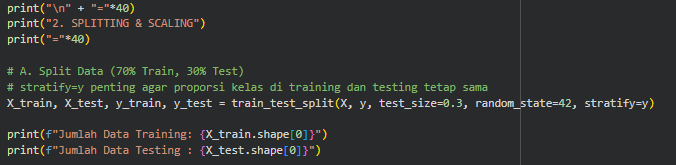 print("\n" + "="*40)
print("2. SPLITTING & SCALING")
print("="*40)
# A. Split Data (70% Train, 30% Test)
# stratify=y penting agar proporsi kelas di training dan testing tetap sama
X_train, X_test, y_train, y_test = train_test_split(X, y, test_size=0.3, random_state=42, stratify=y)
print(f"Jumlah Data Training: {X_train.shape[0]}")
print(f"Jumlah Data Testing : {X_test.shape[0]}")